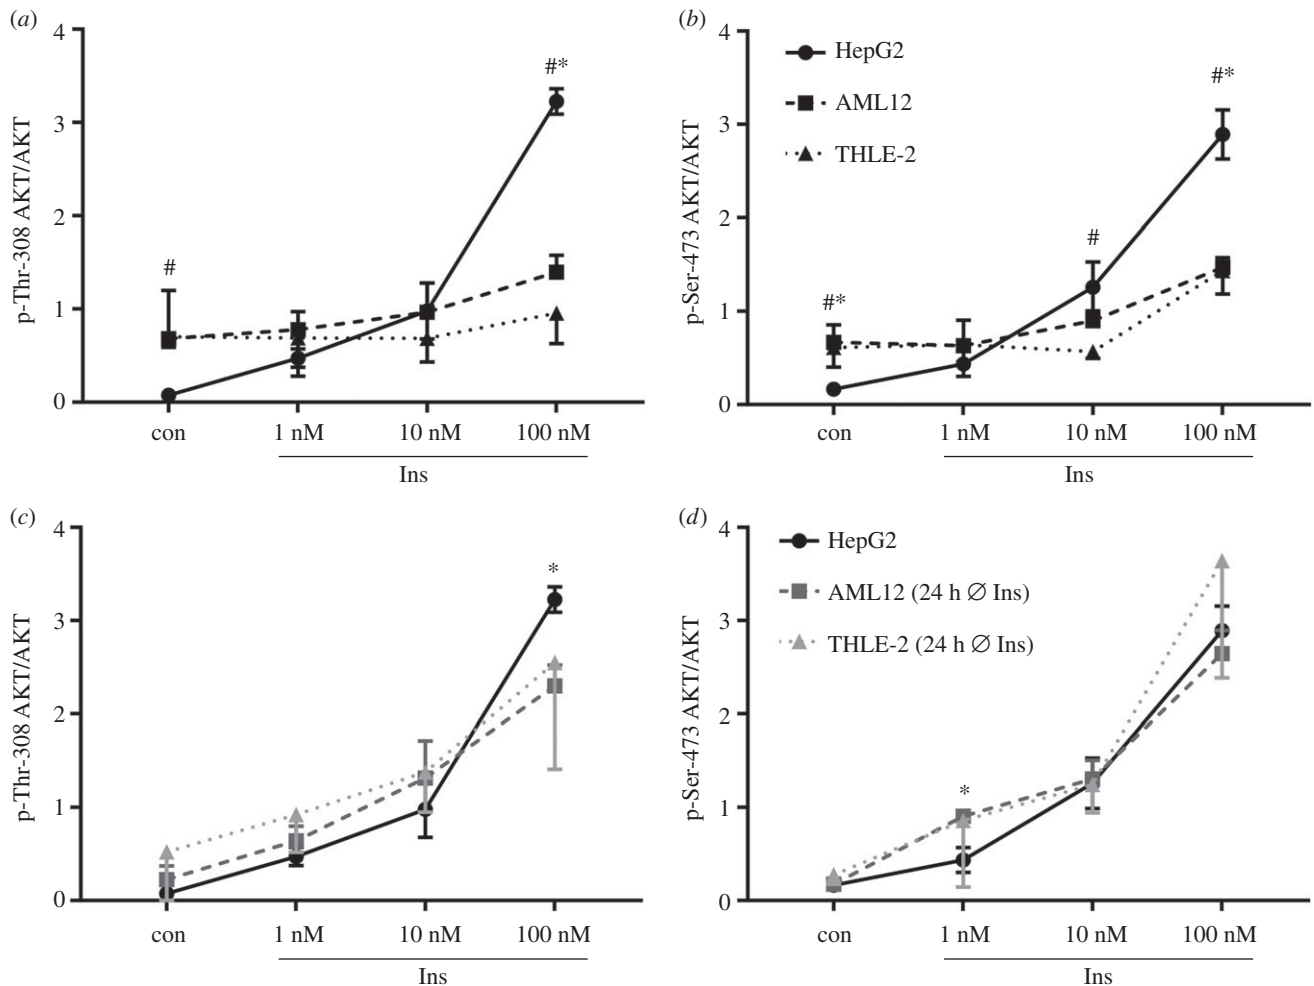 (a)
#*
#
p-Thr-308 AKT/AKT
4
3
2
1
0
con
1 nM
10 nM
100 nM
Ins
(b)
HepG2
AML12
THLE-2
#*
#
#*
p-Ser-473 AKT/AKT
4
3
2
1
0
con
1 nM
10 nM
100 nM
Ins
(c)
*
p-Thr-308 AKT/AKT
4
3
2
1
0
con
1 nM
10 nM
100 nM
Ins
(d)
HepG2
AML12 (24 h ∅ Ins)
THLE-2 (24 h ∅ Ins)
*
p-Ser-473 AKT/AKT
4
3
2
1
0
con
1 nM
10 nM
100 nM
Ins